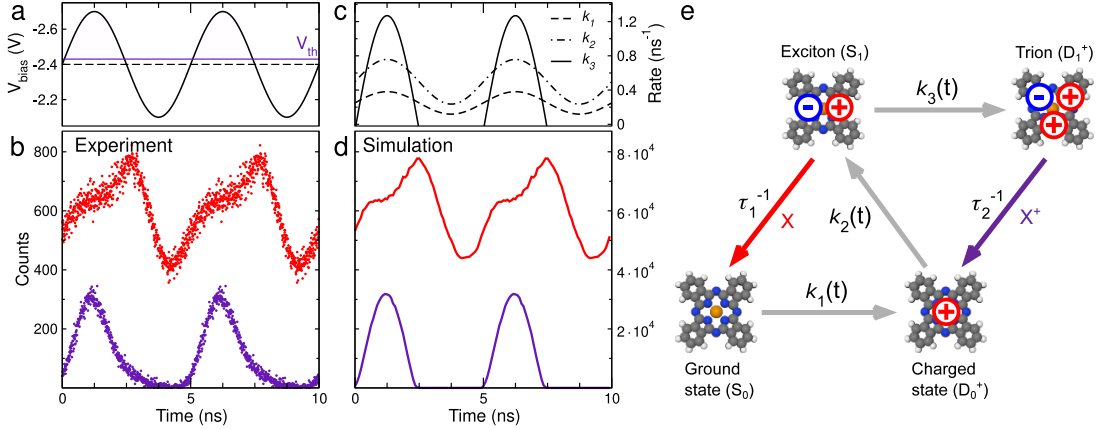 a
V_bias (V)
-2.6
-2.4
-2.2
V_th
b
Experiment
Counts
800
600
400
200
0
5
10
Time (ns)
c
k_1
k_2
k_3
1.2
0.8
0.4
0
Rate (ns^-1)
d
Simulation
8·10^4
6·10^4
4·10^4
2·10^4
0
5
10
Time (ns)
e
Exciton (S_1)
Trion (D_1^+)
- +
- + +
k_3(t)
τ_1^-1
X
k_2(t)
τ_2^-1
X^+
k_1(t)
+
Ground
state (S_0)
Charged
state (D_0^+)